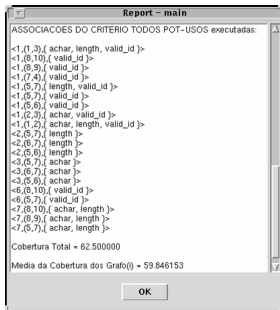 Report - main
ASSOCIACOES DO CRITERIO TODOS POT-USOS executadas:
<1,(1,3),{ achar, length, valid_id }>
<1,(8,10),{ valid_id }>
<1,(8,9),{ valid_id }>
<1,(7,4),{ valid_id }>
<1,(5,7),{ length, valid_id }>
<1,(5,7),{ valid_id }>
<1,(5,6),{ valid_id }>
<1,(2,3),{ achar, valid_id }>
<1,(1,2),{ achar, length, valid_id }>
<2,(5,7),{ length }>
<2,(6,7),{ length }>
<2,(5,6),{ length }>
<3,(5,7),{ achar }>
<3,(6,7),{ achar }>
<3,(5,6),{ achar }>
<6,(8,10),{ valid_id }>
<6,(5,7),{ valid_id }>
<7,(8,10),{ achar, length }>
<7,(8,9),{ achar, length }>
<7,(5,7),{ achar, length }>
Cobertura Total = 62.500000
Media da Cobertura dos Grafo(i) = 59.846153
OK